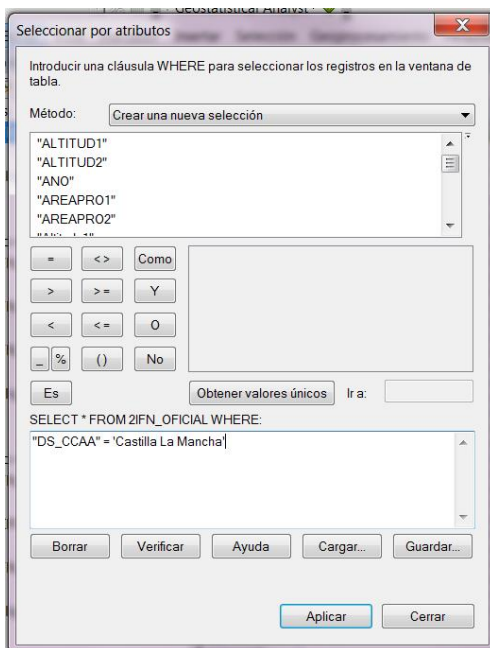 Geostatistical Analyst
Seleccionar por atributos
X
Introducir una cláusula WHERE para seleccionar los registros en la ventana de
tabla.
Método: Crear una nueva selección
"ALTITUD1"
"ALTITUD2"
"ANO"
"AREAPRO1"
"AREAPRO2"
= <> Como
> >= Y
< <= O
_ % () No
Es Obtener valores únicos Ir a:
SELECT * FROM 2IFN_OFICIAL WHERE:
"DS_CCAA" = 'Castilla La Mancha'
Borrar Verificar Ayuda Cargar... Guardar...
Aplicar Cerrar